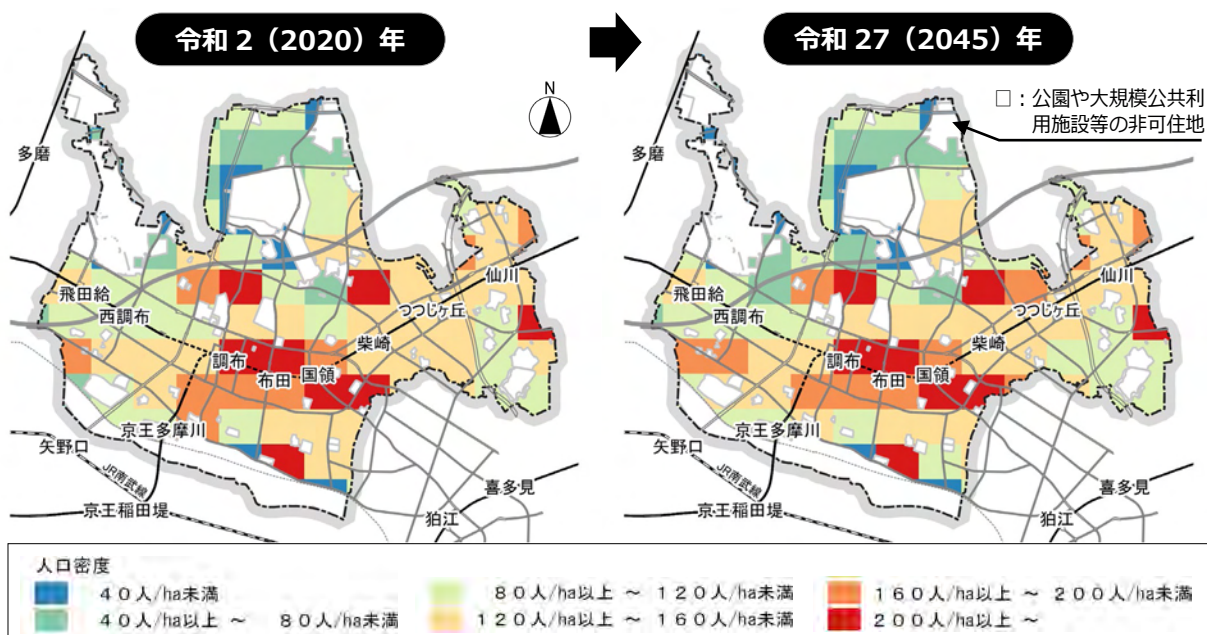 令和 2（2020）年
令和 27（2045）年
N
□：公園や大規模公共利
用施設等の非可住地
多磨
飛田給
西調布
仙川
つつじヶ丘
柴崎
調布
布田
国領
京王多摩川
矢野口
JR南武線
京王稲田堤
喜多見
狛江
多磨
飛田給
西調布
仙川
つつじヶ丘
柴崎
調布
布田
国領
京王多摩川
矢野口
JR南武線
京王稲田堤
喜多見
狛江
人口密度
４０人/ha未満
４０人/ha以上 ～ ８０人/ha未満
８０人/ha以上 ～ １２０人/ha未満
１２０人/ha以上 ～ １６０人/ha未満
１６０人/ha以上 ～ ２００人/ha未満
２００人/ha以上 ～